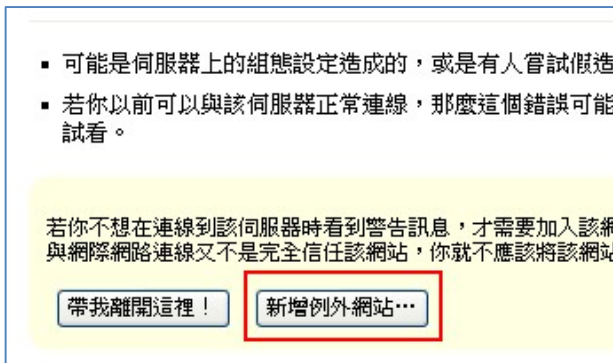 可能是伺服器上的組態設定造成的，或是有人嘗試假造
若你以前可以與該伺服器正常連線，那麼這個錯誤可能
試看。
若你不想在連線到該伺服器時看到警告訊息，才需要加入該網
與網際網路連線又不是完全信任該網站，你就不應該將該網站
帶我離開這裡！ 新增例外網站…